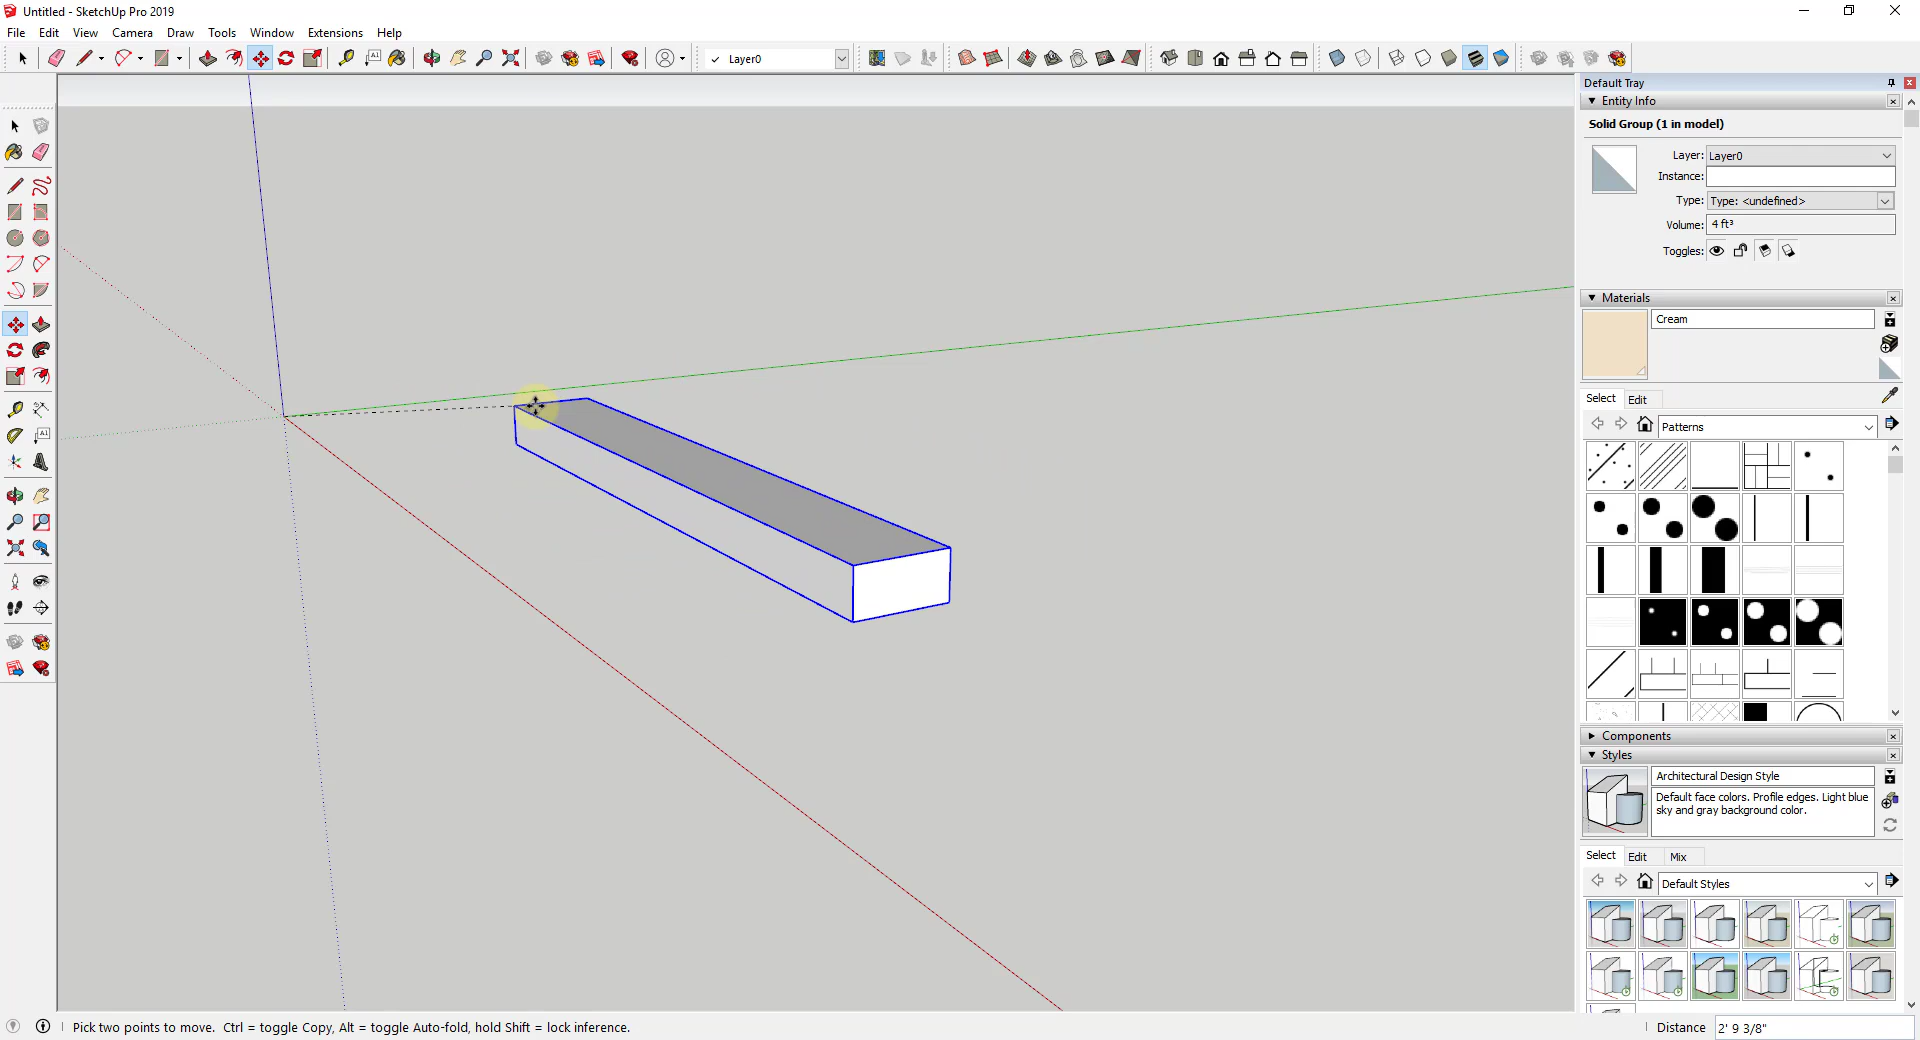 Untitled - SketchUp Pro 2019
File Edit View Camera Draw Tools Window Extensions Help
Layer0
Default Tray
Entity Info
Solid Group (1 in model)
Layer: Layer0
Instance:
Type: Type: <undefined>
Volume: 4 ft³
Toggles:
Materials
Cream
Select Edit
Patterns
Components
Styles
Architectural Design Style
Default face colors. Profile edges. Light blue
sky and gray background color.
Select Edit Mix
Default Styles
Pick two points to move. Ctrl = toggle Copy, Alt = toggle Auto-fold, hold Shift = lock inference.
Distance 2' 9 3/8"